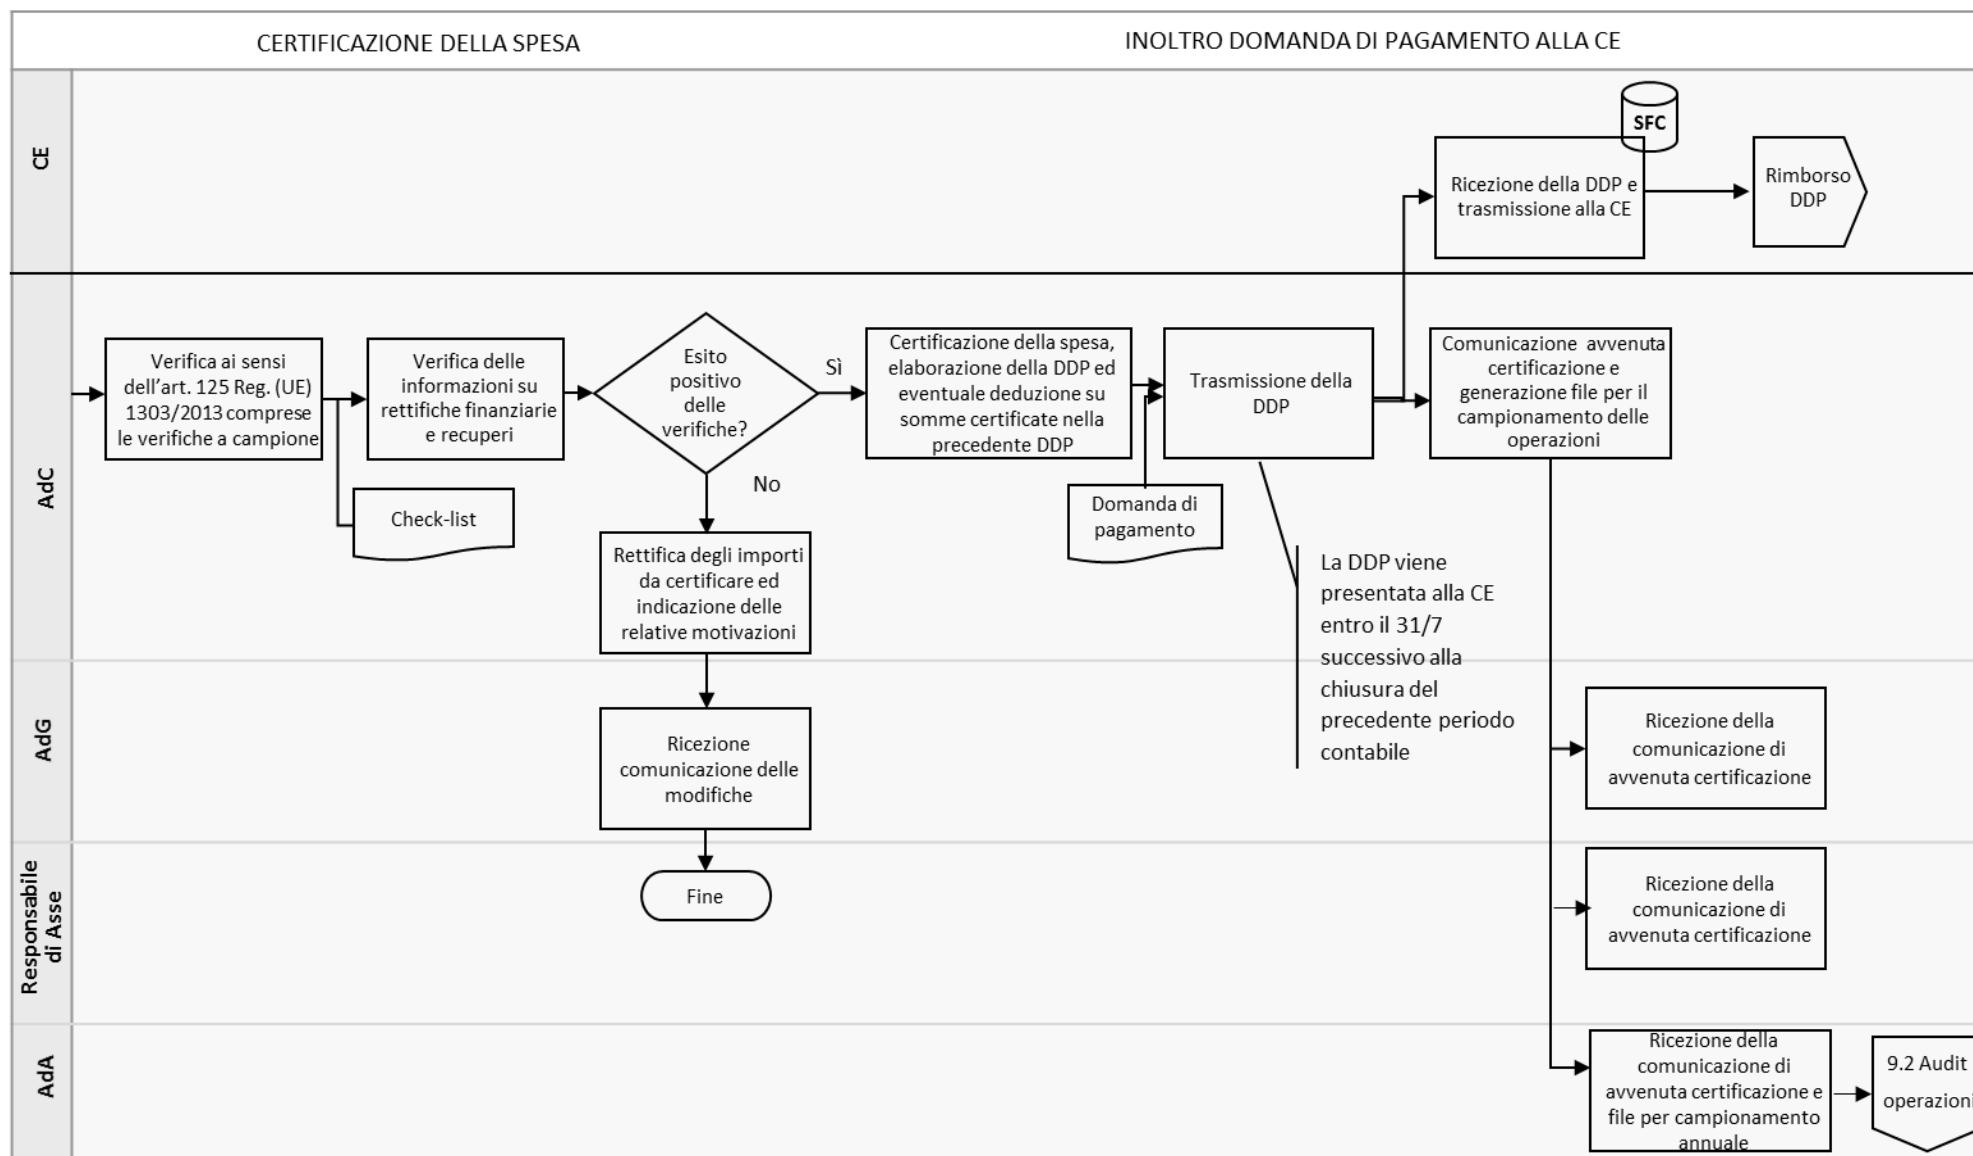 CERTIFICAZIONE DELLA SPESA
INOLTRO DOMANDA DI PAGAMENTO ALLA CE
CE
SFC
Ricezione della DDP e
trasmissione alla CE
Rimborso
DDP
AdC
Verifica ai sensi
dell'art. 125 Reg. (UE)
1303/2013 comprese
le verifiche a campione
Verifica delle
informazioni su
rettifiche finanziarie
e recuperi
Esito
positivo
delle
verifiche?
Sì
No
Certificazione della spesa,
elaborazione della DDP ed
eventuale deduzione su
somme certificate nella
precedente DDP
Trasmissione della
DDP
Comunicazione avvenuta
certificazione e
generazione file per il
campionamento delle
operazioni
Check-list
Domanda di
pagamento
Rettifica degli importi
da certificare ed
indicazione delle
relative motivazioni
La DDP viene
presentata alla CE
entro il 31/7
successivo alla
chiusura del
precedente periodo
contabile
AdG
Ricezione
comunicazione delle
modifiche
Ricezione della
comunicazione di
avvenuta certificazione
Responsabile
di Asse
Fine
Ricezione della
comunicazione di
avvenuta certificazione
AdA
Ricezione della
comunicazione di
avvenuta certificazione e
file per campionamento
annuale
9.2 Audit
operazioni